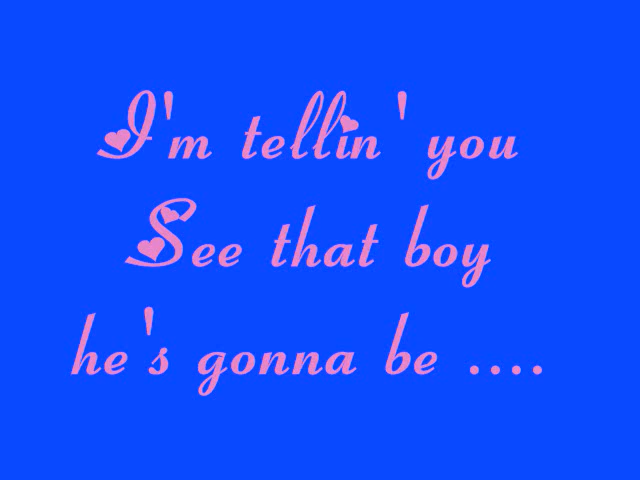 I'm tellin' you
See that boy
he's gonna be ....